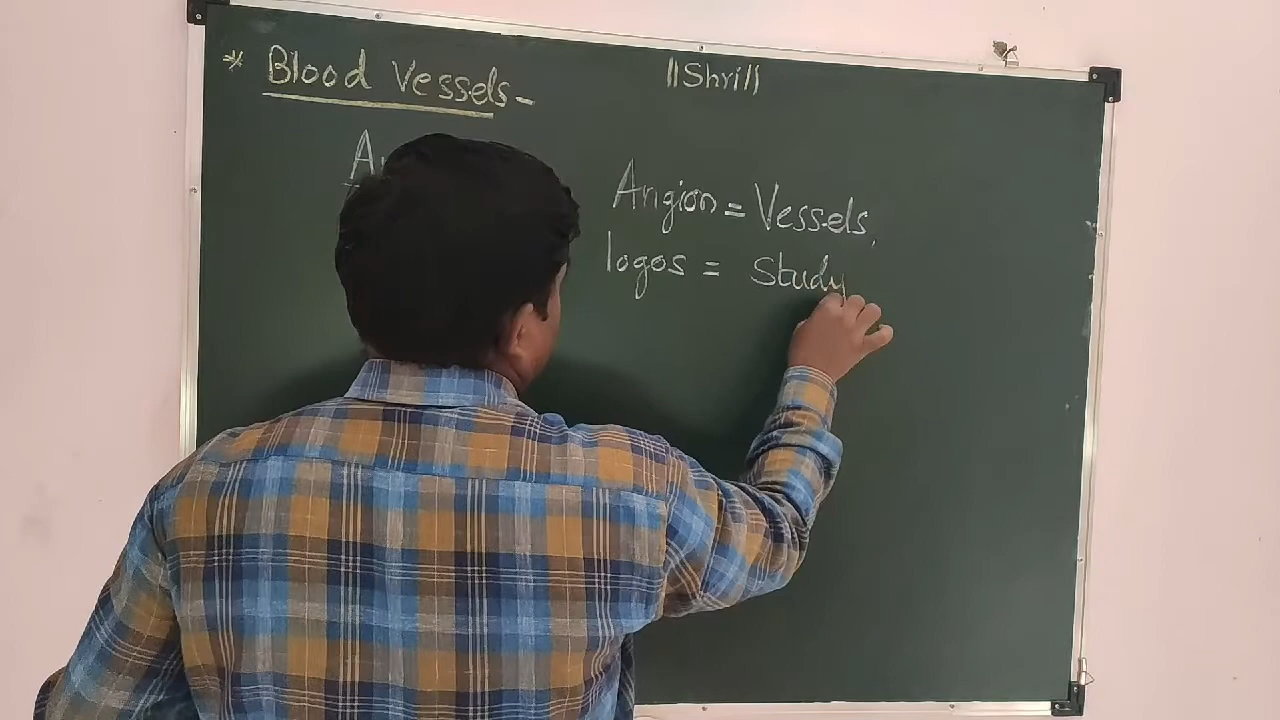 * Blood Vessels-
||Shri||
Angion = Vessels,
logos = Study